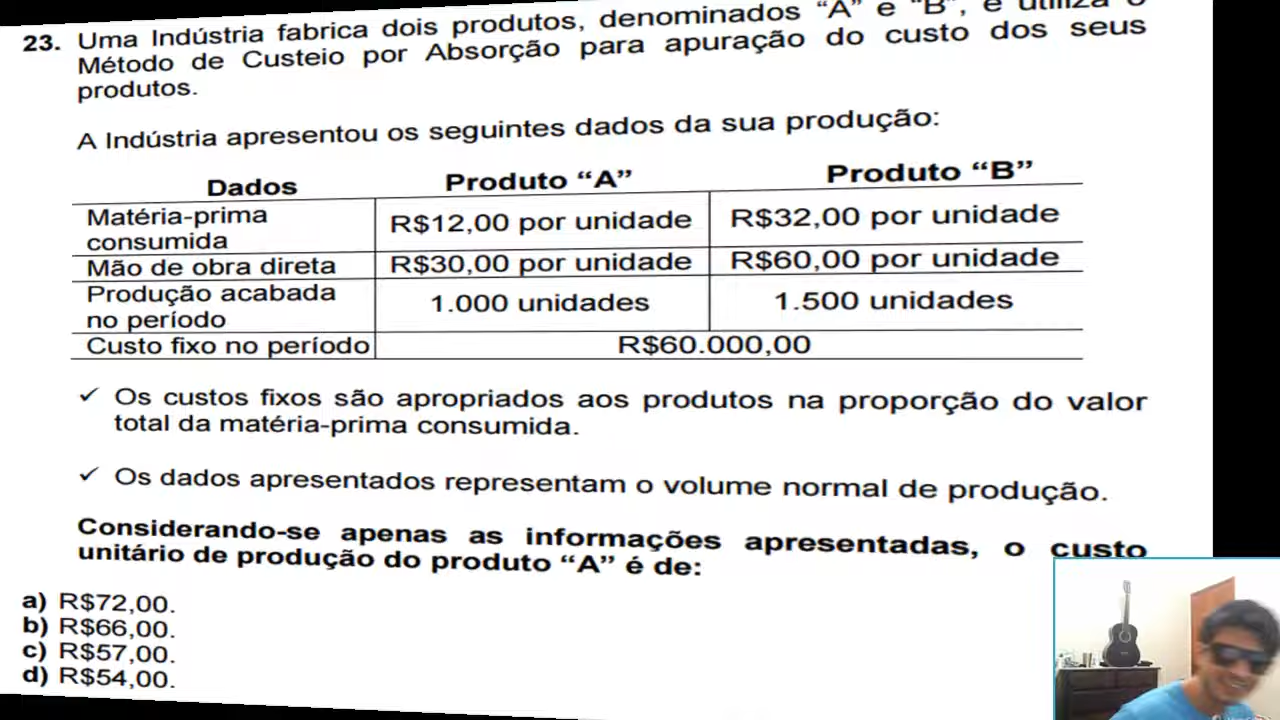 23. Uma Indústria fabrica dois produtos, denominados “A” e “B”, e utiliza o
Método de Custeio por Absorção para apuração do custo dos seus
produtos.
A Indústria apresentou os seguintes dados da sua produção:
Dados Produto “A” Produto “B”
Matéria-prima
consumida R$12,00 por unidade R$32,00 por unidade
Mão de obra direta R$30,00 por unidade R$60,00 por unidade
Produção acabada
no período 1.000 unidades 1.500 unidades
Custo fixo no período R$60.000,00
✓ Os custos fixos são apropriados aos produtos na proporção do valor
total da matéria-prima consumida.
✓ Os dados apresentados representam o volume normal de produção.
Considerando-se apenas as informações apresentadas, o custo
unitário de produção do produto “A” é de:
a) R$72,00.
b) R$66,00.
c) R$57,00.
d) R$54,00.